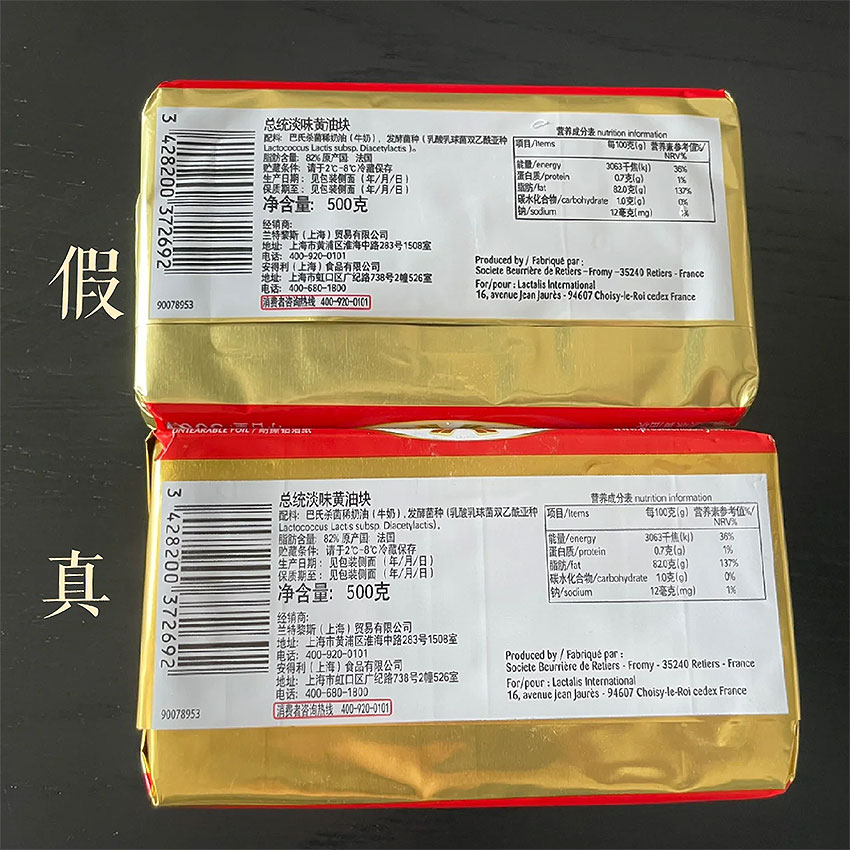 假
3 428200 372692
总统淡味黄油块
配料: 巴氏杀菌稀奶油(牛奶), 发酵菌种(乳酸乳球菌双乙酰亚种
Lactococcus Lactis subsp. Diacetylactis)。
脂肪含量: 82% 原产国 法国
贮藏条件: 请于2℃-8℃冷藏保存
生产日期: 见包装侧面 (年/月/日)
保质期至: 见包装侧面 (年/月/日)
净含量: 500克
经销商:
兰特黎斯(上海)贸易有限公司
地址: 上海市黄浦区淮海中路283号1508室
电话: 400-920-0101
安得利(上海)食品有限公司
地址: 上海市虹口区广纪路738号2幢526室
电话: 400-680-1800
消费者咨询热线 400-920-0101
90078953
营养成分表 nutrition information
项目/Items 每100克(g) 营养素参考值%/
NRV%
能量/energy 3063千焦(kj) 36%
蛋白质/protein 0.7克(g) 1%
脂肪/fat 82.0克(g) 137%
碳水化合物/carbohydrate 1.0克(g) 0%
钠/sodium 12毫克(mg)
Produced by / Fabriqué par :
Societe Beurrière de Retiers -Fromy -35240 Retiers - France
For/pour : Lactalis International
16, avenue Jean Jaurès - 94607 Choisy-le-Roi cedex France
UNTEARABLE FOIL /
真
3 428200 372692
总统淡味黄油块
配料: 巴氏杀菌稀奶油(牛奶), 发酵菌种(乳酸乳球菌双乙酰亚种
Lactococcus Lactis subsp. Diacetylactis)。
脂肪含量: 82% 原产国 法国
贮藏条件: 请于2℃-8℃冷藏保存
生产日期: 见包装侧面 (年/月/日)
保质期至: 见包装侧面 (年/月/日)
净含量: 500克
经销商:
兰特黎斯(上海)贸易有限公司
地址: 上海市黄浦区淮海中路283号1508室
电话: 400-920-0101
安得利(上海)食品有限公司
地址: 上海市虹口区广纪路738号2幢526室
电话: 400-680-1800
消费者咨询热线 400-920-0101
90078953
营养成分表 nutrition information
项目/Items 每100克(g) 营养素参考值%/
NRV%
能量/energy 3063千焦(kj) 36%
蛋白质/protein 0.7克(g) 1%
脂肪/fat 82.0克(g) 137%
碳水化合物/carbohydrate 1.0克(g) 0%
钠/sodium 12毫克(mg) 1%
Produced by / Fabriqué par :
Societe Beurrière de Retiers - Fromy - 35240 Retiers - France
For/pour : Lactalis International
16, avenue Jean Jaurès - 94607 Choisy-le-Roi cedex France